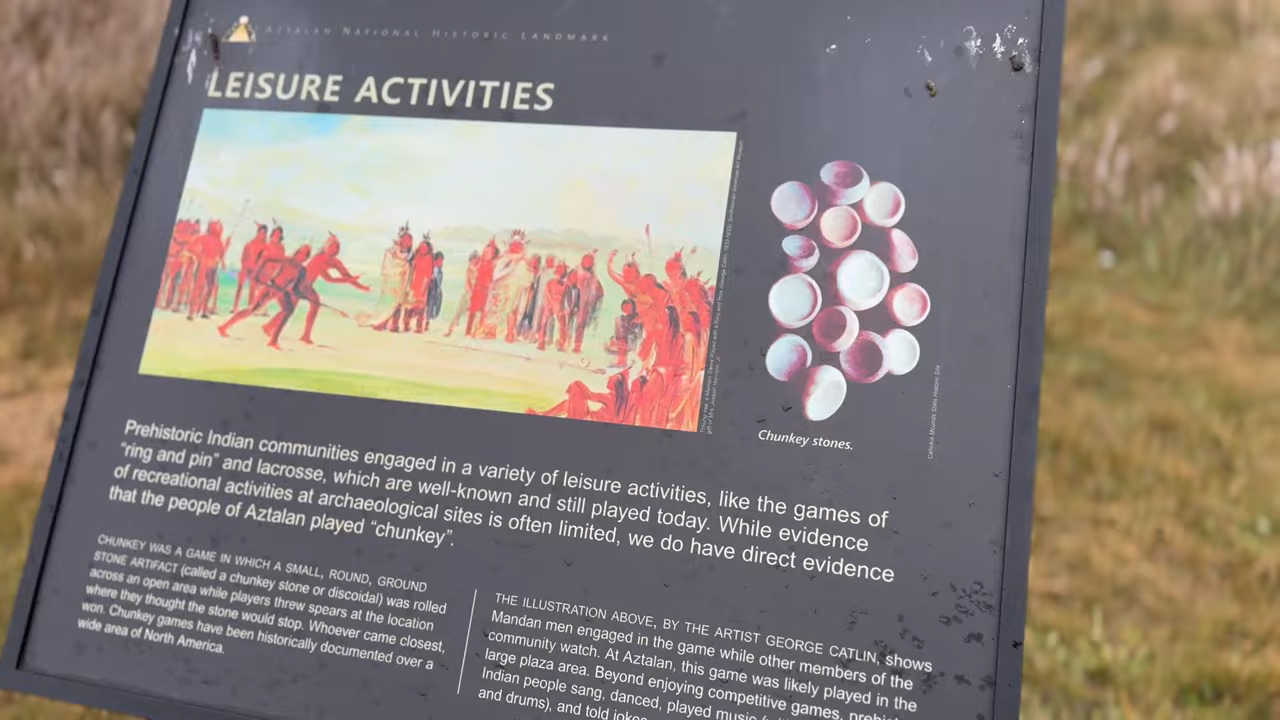 AZTALAN NATIONAL HISTORIC LANDMARK
LEISURE ACTIVITIES
Chunkey stones.
Cahokia Mounds State Historic Site
Prehistoric Indian communities engaged in a variety of leisure activities, like the games of
“ring and pin” and lacrosse, which are well-known and still played today. While evidence
of recreational activities at archaeological sites is often limited, we do have direct evidence
that the people of Aztalan played “chunkey”.
CHUNKEY WAS A GAME IN WHICH A SMALL, ROUND, GROUND
STONE ARTIFACT (called a chunkey stone or discoidal) was rolled
across an open area while players threw spears at the location
where they thought the stone would stop. Whoever came closest,
won. Chunkey games have been historically documented over a
wide area of North America.
THE ILLUSTRATION ABOVE, BY THE ARTIST GEORGE CATLIN, shows
Mandan men engaged in the game while other members of the
community watch. At Aztalan, this game was likely played in the
large plaza area. Beyond enjoying competitive games,
Indian people sang, danced, played music
and drums), and told